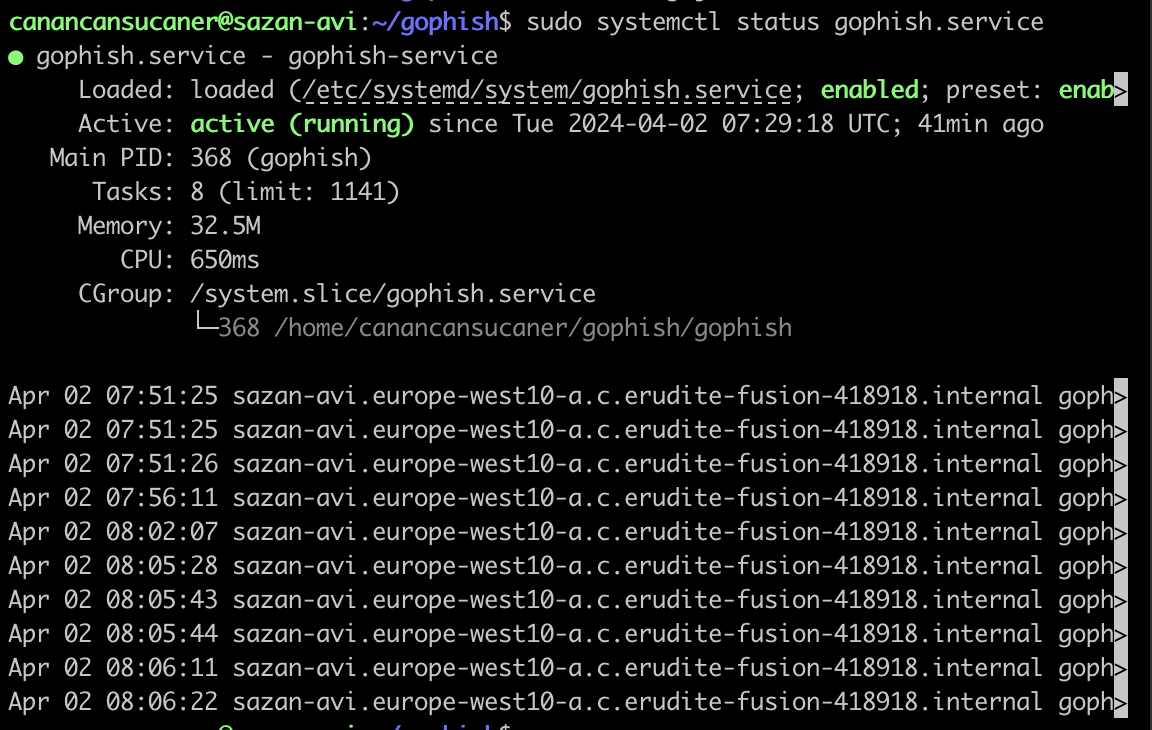 canancansucaner@sazan-avi:~/gophish$ sudo systemctl status gophish.service
● gophish.service - gophish-service
Loaded: loaded (/etc/systemd/system/gophish.service; enabled; preset: enab>
Active: active (running) since Tue 2024-04-02 07:29:18 UTC; 41min ago
Main PID: 368 (gophish)
Tasks: 8 (limit: 1141)
Memory: 32.5M
CPU: 650ms
CGroup: /system.slice/gophish.service
└─368 /home/canancansucaner/gophish/gophish
Apr 02 07:51:25 sazan-avi.europe-west10-a.c.erudite-fusion-418918.internal goph>
Apr 02 07:51:25 sazan-avi.europe-west10-a.c.erudite-fusion-418918.internal goph>
Apr 02 07:51:26 sazan-avi.europe-west10-a.c.erudite-fusion-418918.internal goph>
Apr 02 07:56:11 sazan-avi.europe-west10-a.c.erudite-fusion-418918.internal goph>
Apr 02 08:02:07 sazan-avi.europe-west10-a.c.erudite-fusion-418918.internal goph>
Apr 02 08:05:28 sazan-avi.europe-west10-a.c.erudite-fusion-418918.internal goph>
Apr 02 08:05:43 sazan-avi.europe-west10-a.c.erudite-fusion-418918.internal goph>
Apr 02 08:05:44 sazan-avi.europe-west10-a.c.erudite-fusion-418918.internal goph>
Apr 02 08:06:11 sazan-avi.europe-west10-a.c.erudite-fusion-418918.internal goph>
Apr 02 08:06:22 sazan-avi.europe-west10-a.c.erudite-fusion-418918.internal goph>